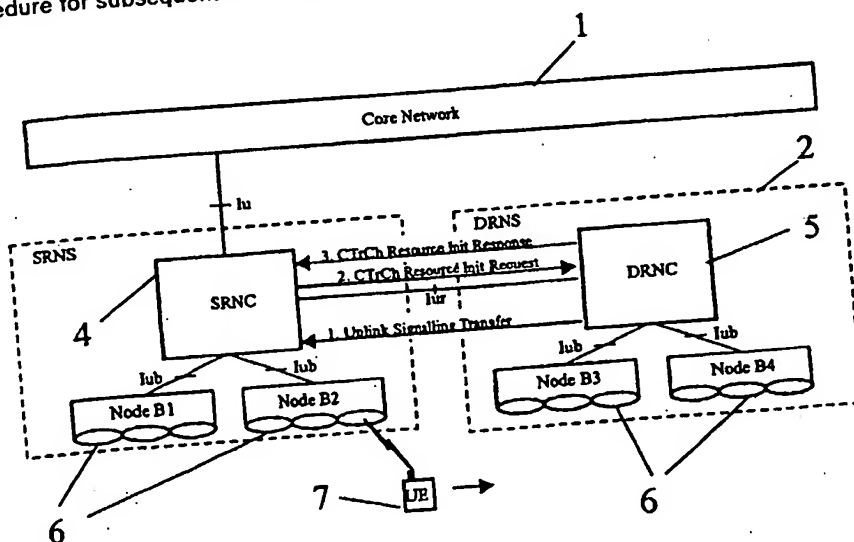 edure for subsequent
1
Core Network
2
Iu
SRNS
DRNS
3. CTrCh Resource Init Response
2. CTrCh Resource Init Request
Iur
4
SRNC
DRNC
5
1. Uplink Signalling Transfer
Iub
Iub
Iub
Iub
Node B1
Node B2
Node B3
Node B4
7
UE
6
6